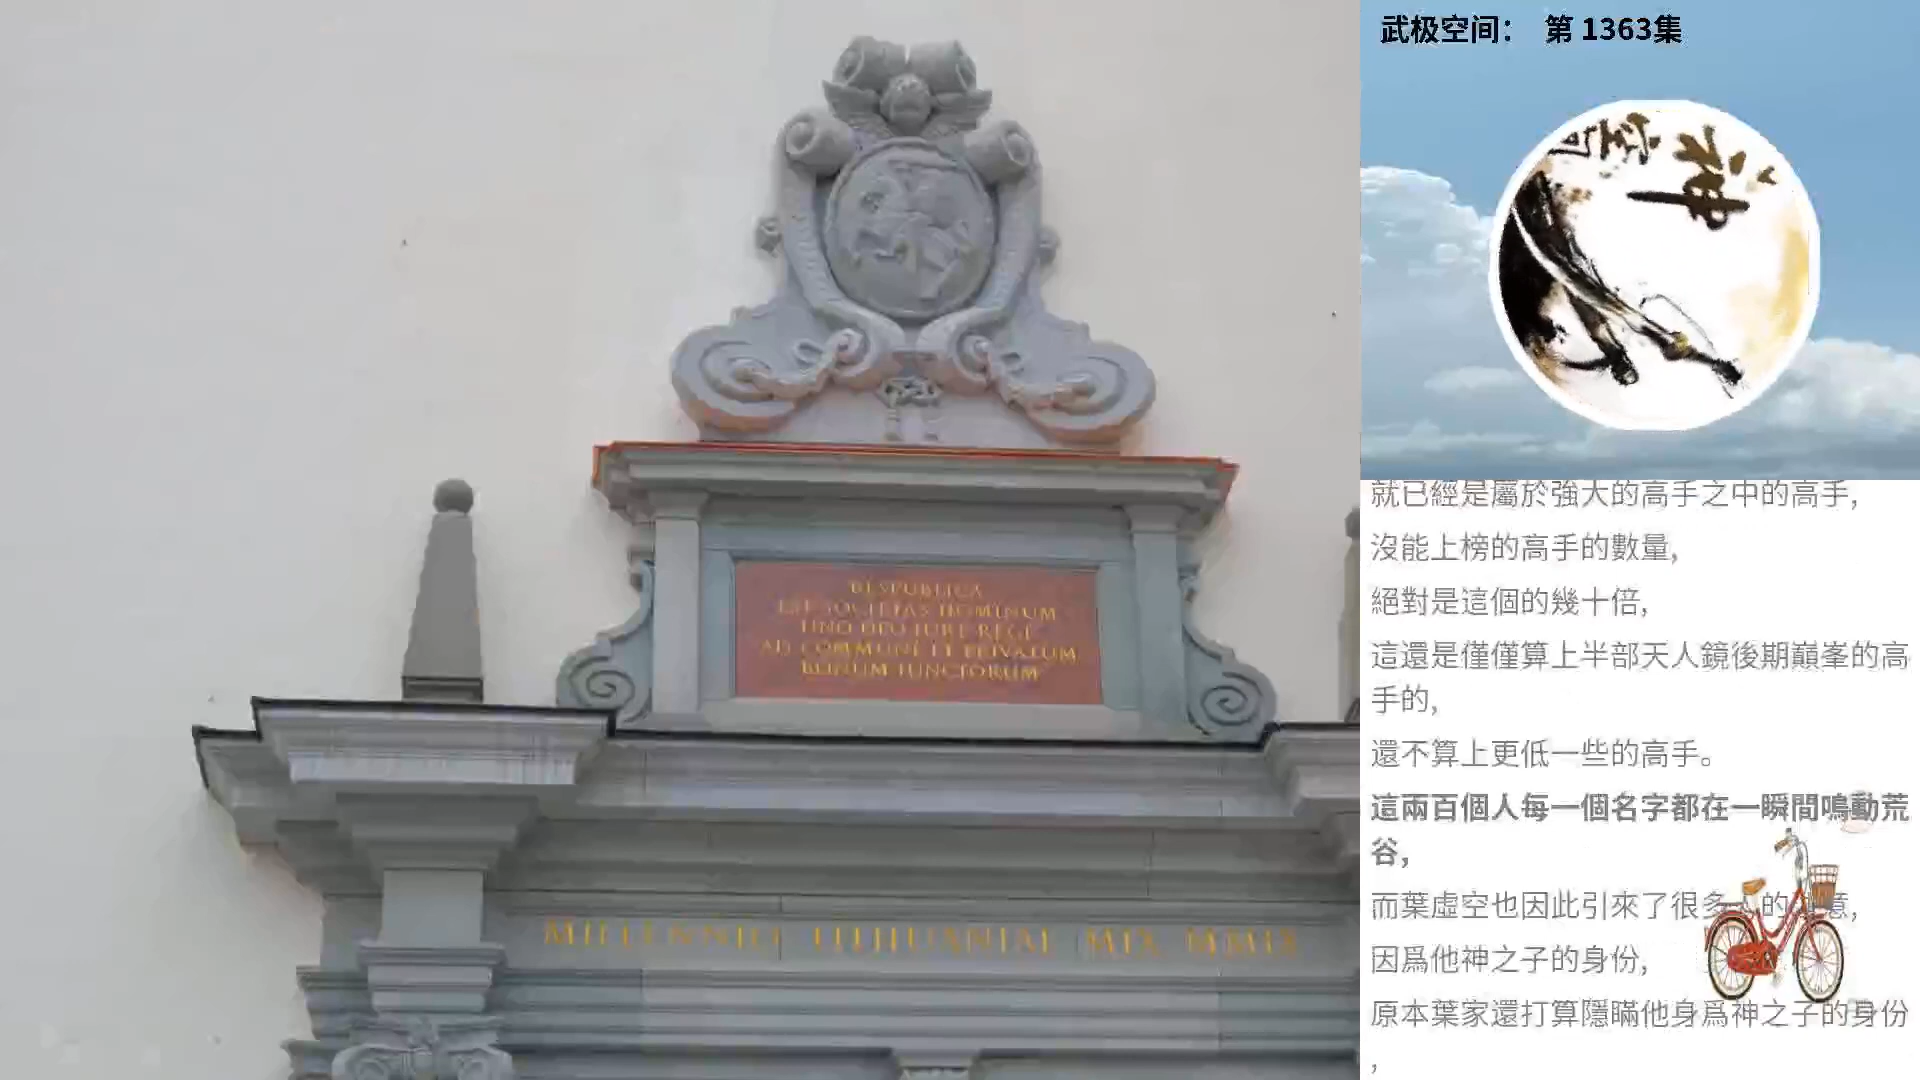 RESPUBLICA
EST SOCIETAS HOMINUM
UNO DEO IURE REGE
AD COMMUNE ET PRIVATUM
BONUM IUNCTORUM
MILLENNIO LITHUANIAE MIX MMIX
武极空间： 第 1363集
神
就已經是屬於強大的高手之中的高手,
沒能上榜的高手的數量,
絕對是這個的幾十倍,
這還是僅僅算上半部天人鏡後期巔峯的高
手的,
還不算上更低一些的高手。
這兩百個人每一個名字都在一瞬間鳴動荒
谷,
而葉虛空也因此引來了很多人的意,
因爲他神之子的身份,
原本葉家還打算隱瞞他身爲神之子的身份
,